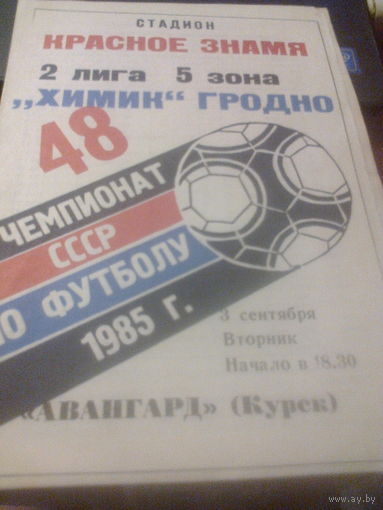 СТАДИОН
КРАСНОЕ ЗНАМЯ
2 лига 5 зона
„ХИМИК“ ГРОДНО
48
ЧЕМПИОНАТ
СССР
ПО ФУТБОЛУ
1985 г.
3 сентября
Вторник
Начало в 18.30
«АВАНГАРД» (Курск)
www.ay.by